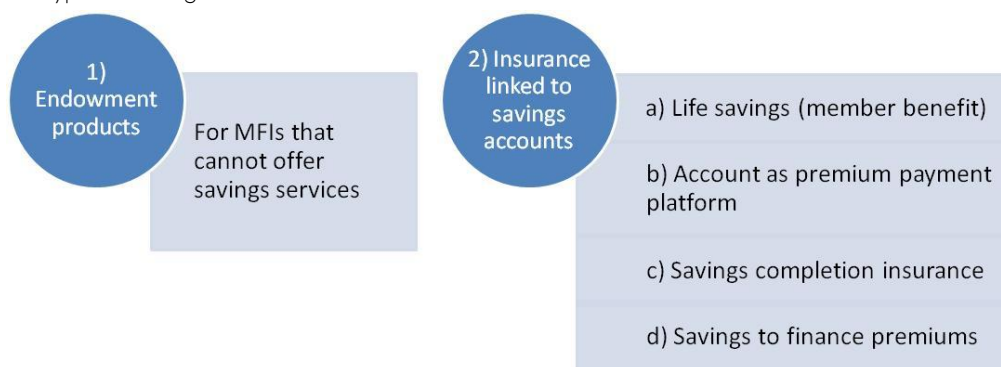 1)
Endowment
products
For MFIs that
cannot offer
savings services
2) Insurance
linked to
savings
accounts
a) Life savings (member benefit)
b) Account as premium payment
platform
c) Savings completion insurance
d) Savings to finance premiums